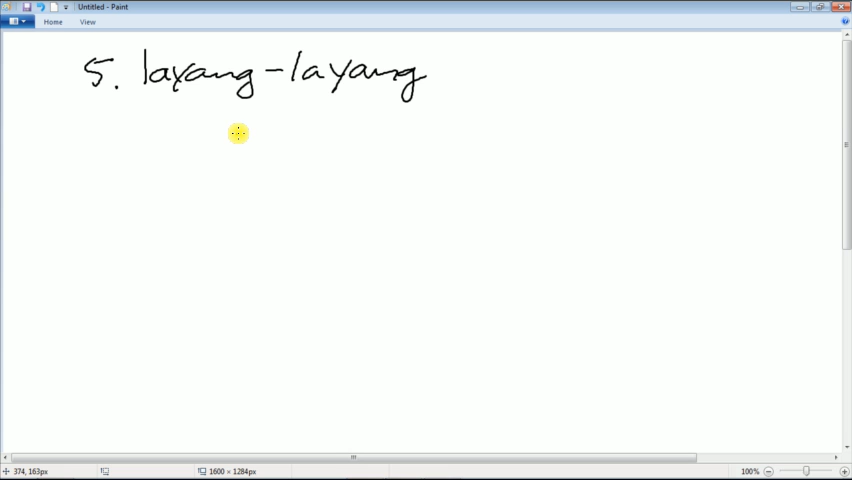 Untitled - Paint
Home View
5. layang-layang
374, 163px 1600 × 1284px 100%